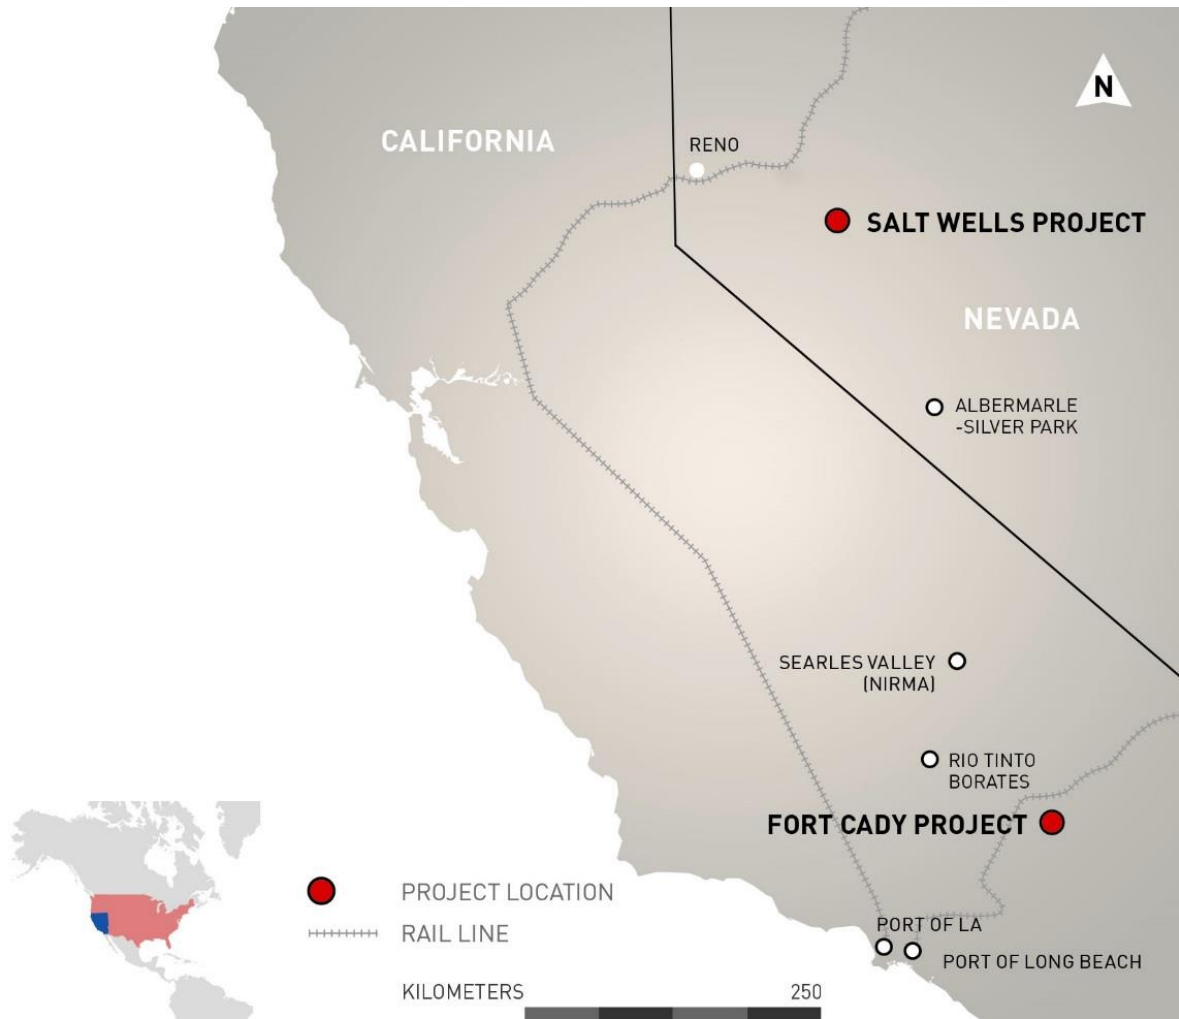 N
CALIFORNIA
RENO
SALT WELLS PROJECT
NEVADA
ALBERMARLE
-SILVER PARK
SEARLES VALLEY
(NIRMA)
RIO TINTO
BORATES
FORT CADY PROJECT
PROJECT LOCATION
RAIL LINE
PORT OF LA
PORT OF LONG BEACH
KILOMETERS 250